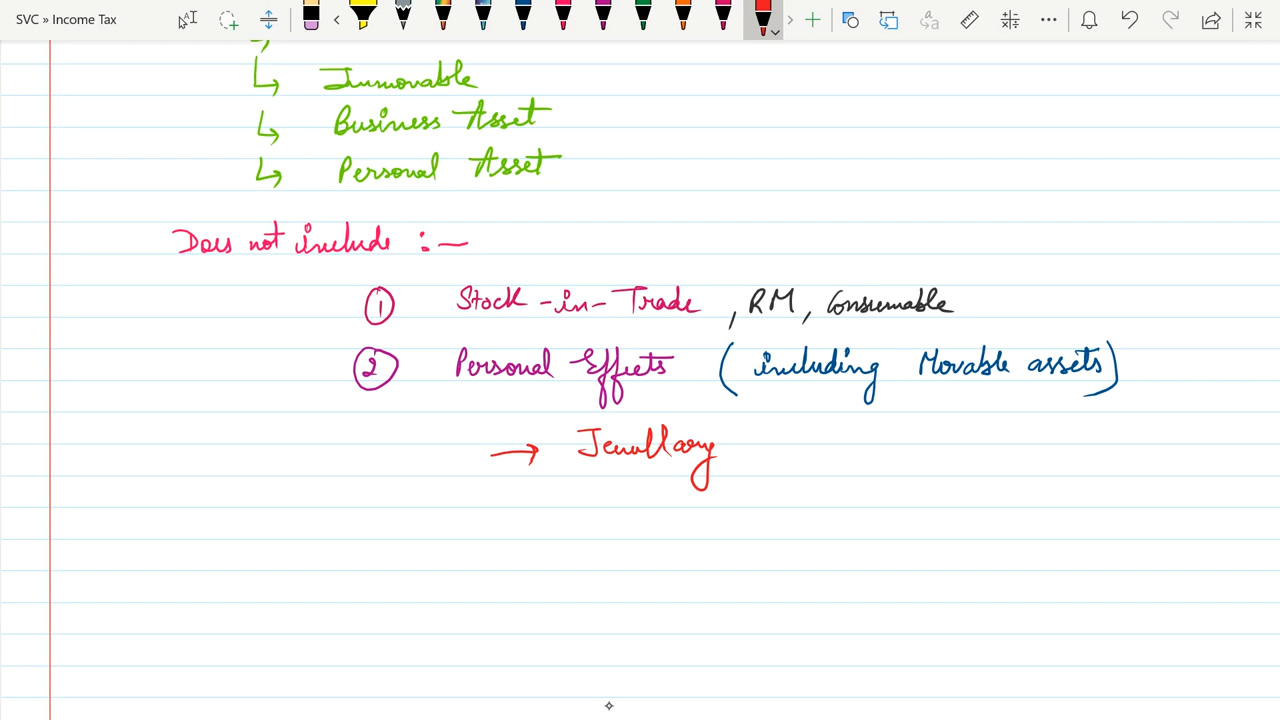 SVC » Income Tax
Immovable
Business Asset
Personal Asset
Does not include :—
① Stock-in-Trade , RM, Consumable
② Personal Effects (including Movable assets)
→ Jewllary